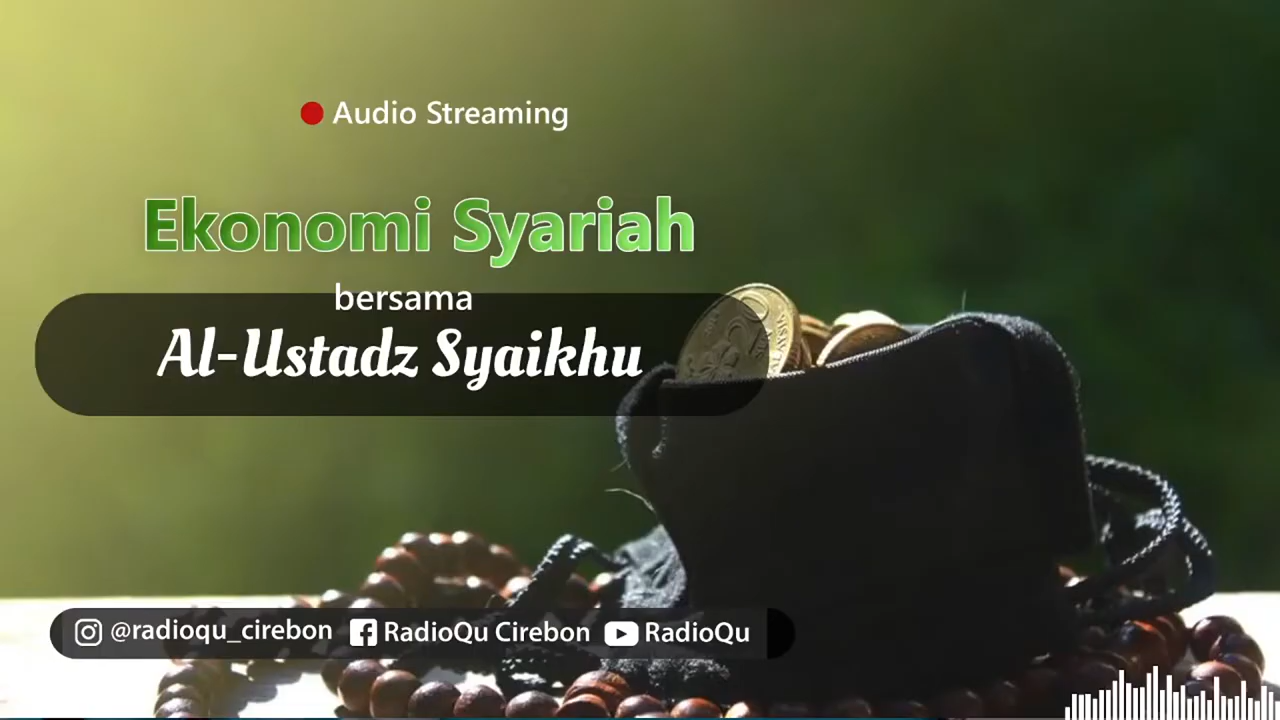 Audio Streaming
Ekonomi Syariah
bersama
Al-Ustadz Syaikhu
@radioqu_cirebon RadioQu Cirebon RadioQu